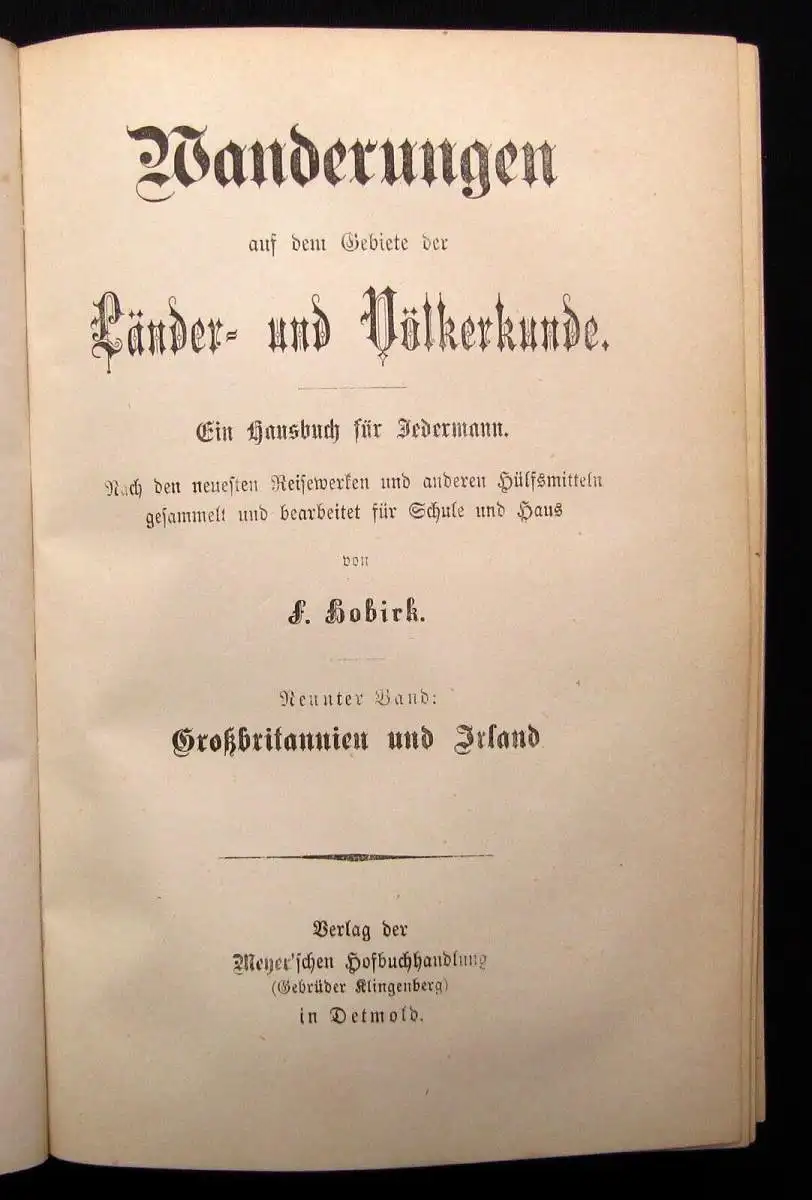 Wanderungen
auf dem Gebiete der
Länder- und Völkerkunde.
Ein Hausbuch für Jedermann.
Nach den neuesten Reisewerken und anderen Hülfsmitteln
gesammelt und bearbeitet für Schule und Haus
von
F. Hobirk.
Neunter Band:
Großbritannien und Irland
Verlag der
Meyer'schen Hofbuchhandlung
(Gebrüder Klingenberg)
in Detmold.